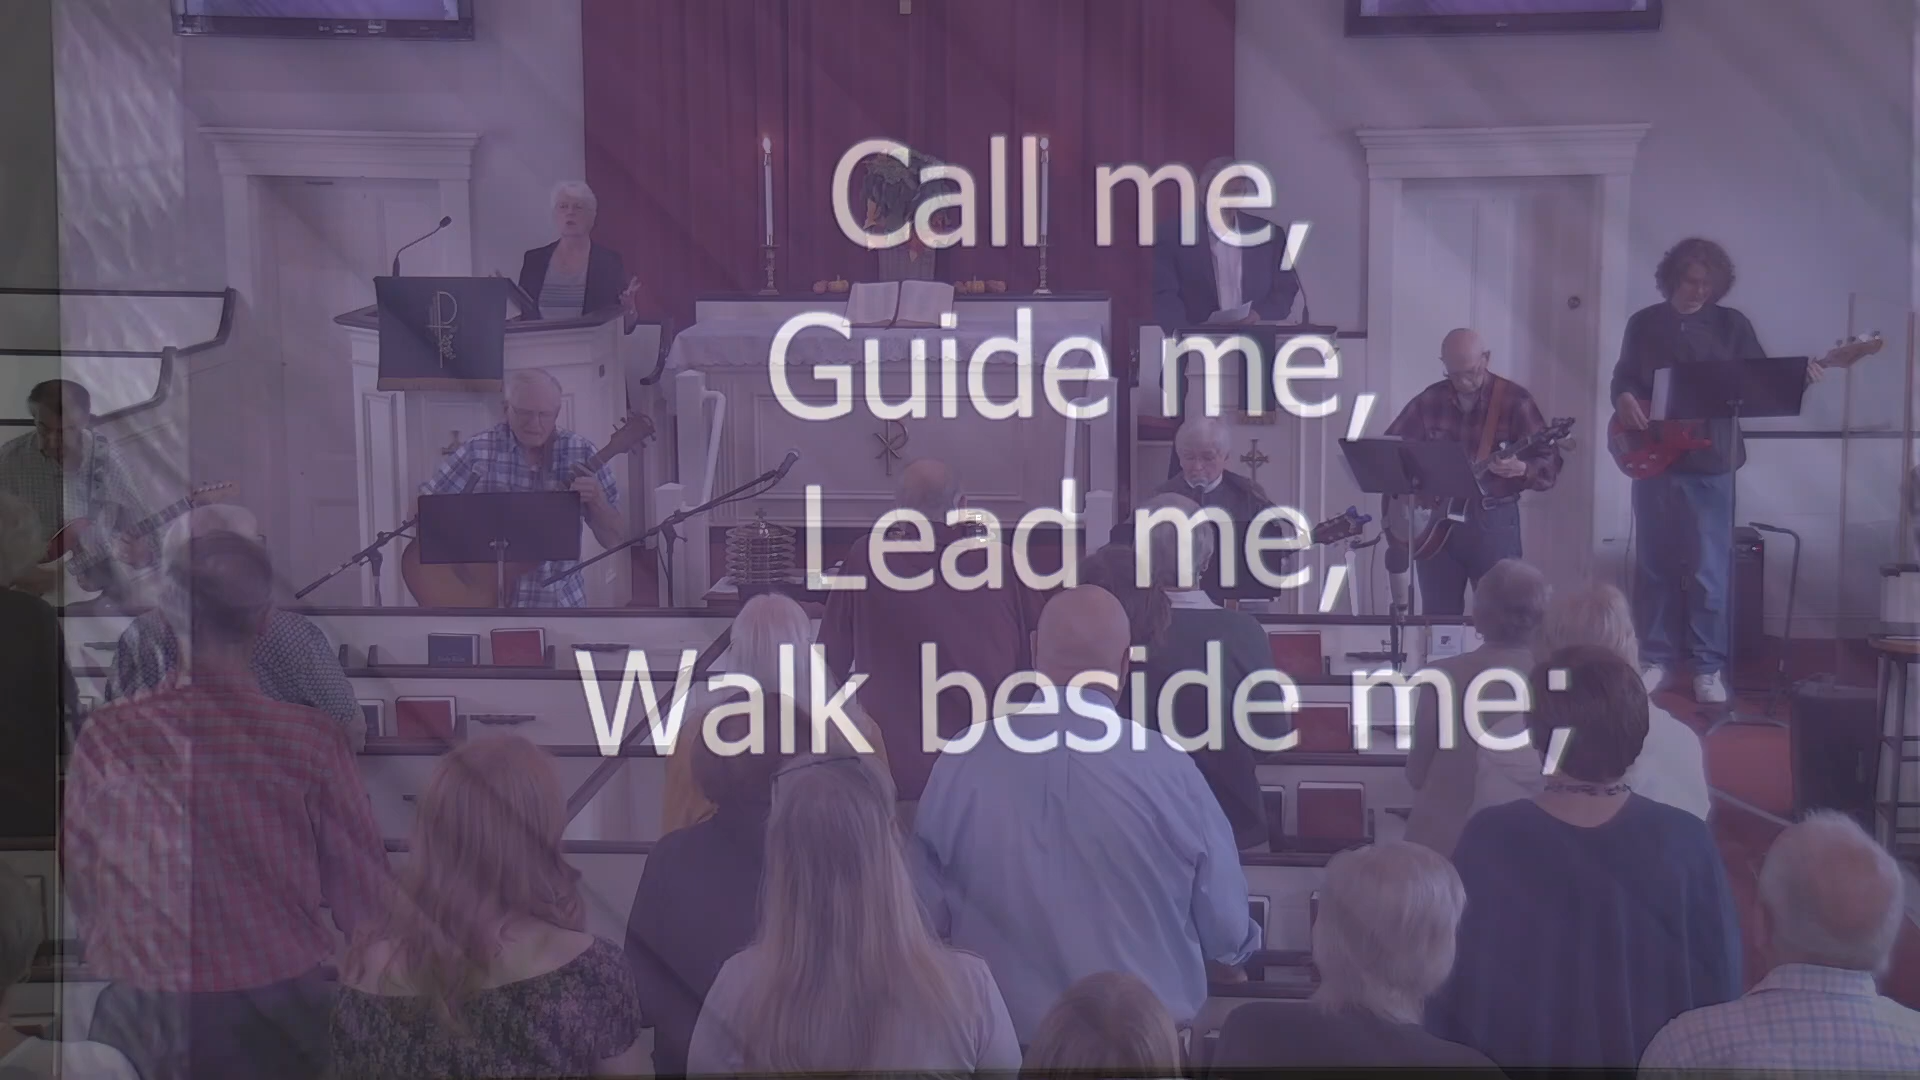 Call me,
Guide me,
Lead me,
Walk beside me;